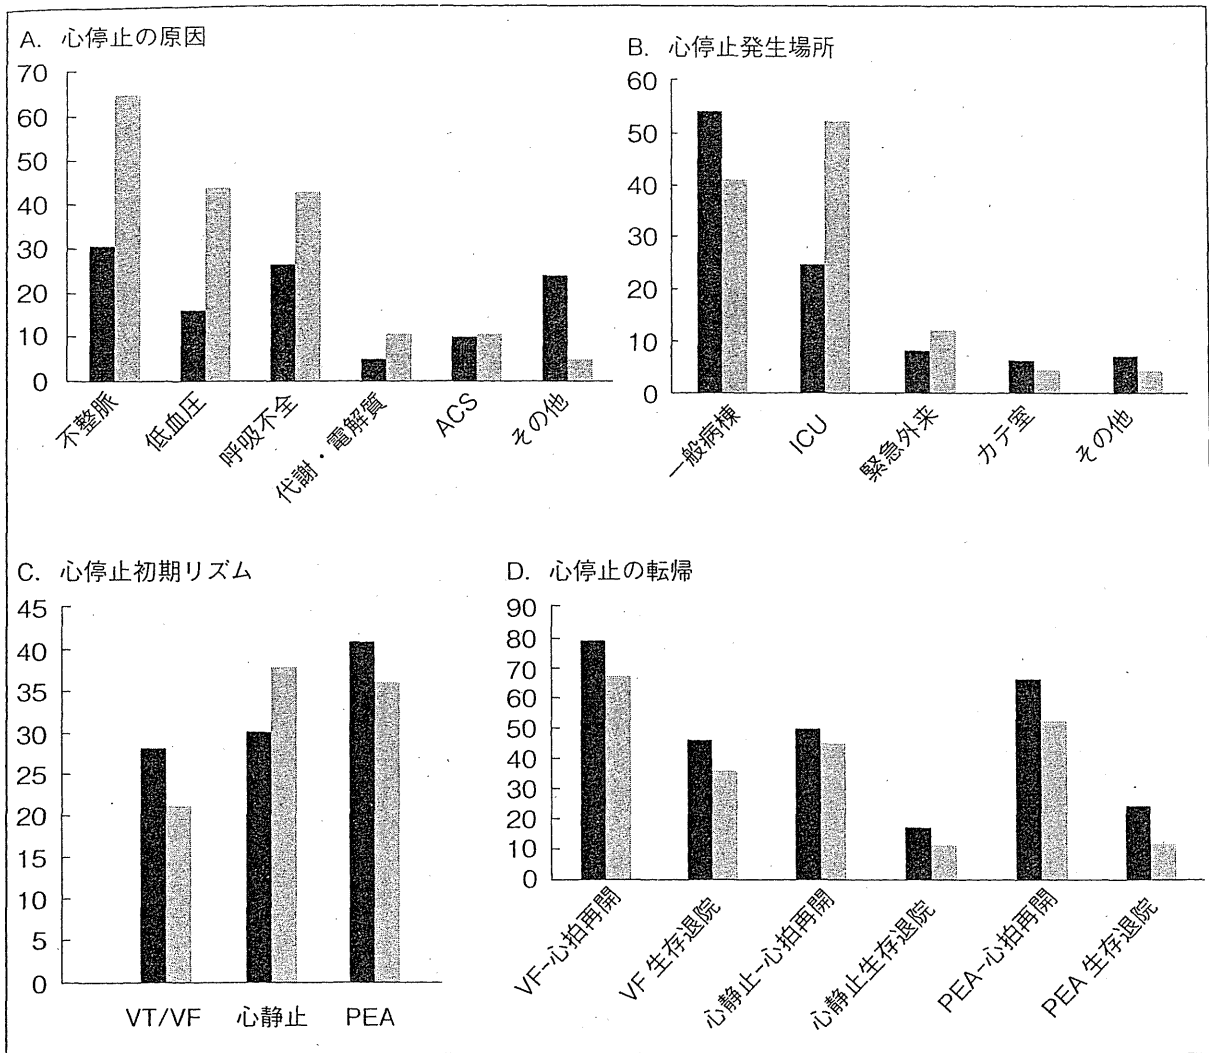 A. 心停止の原因
70
60
50
40
30
20
10
0
不整脈
低血圧
呼吸不全
代謝・電解質
ACS
その他
B. 心停止発生場所
60
50
40
30
20
10
0
一般病棟
ICU
緊急外来
カテ室
その他
C. 心停止初期リズム
45
40
35
30
25
20
15
10
5
0
VT/VF
心静止
PEA
D. 心停止の転帰
90
80
70
60
50
40
30
20
10
0
VF-心拍再開
VF 生存退院
心静止-心拍再開
心静止生存退院
PEA-心拍再開
PEA 生存退院